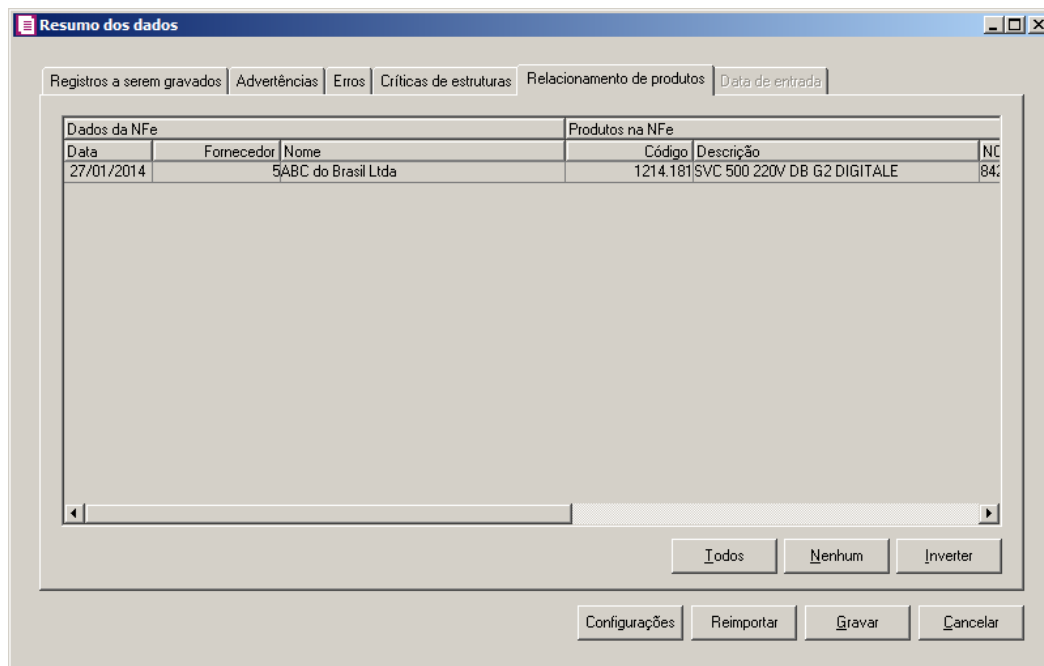 Resumo dos dados
Registros a serem gravados Advertências Erros Críticas de estruturas Relacionamento de produtos Data de entrada
Dados da NFe Produtos na NFe
Data Fornecedor Nome Código Descrição NC
27/01/2014 5 ABC do Brasil Ltda 1214.181 SVC 500 220V DB G2 DIGITALE 842
Todos Nenhum Inverter
Configurações Reimportar Gravar Cancelar